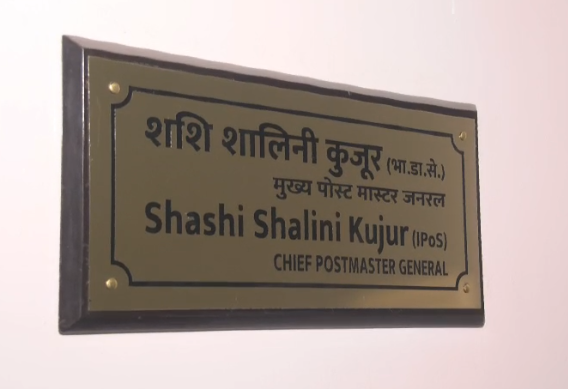 शशि शालिनी कुजूर (भा.डा.से.)
मुख्य पोस्ट मास्टर जनरल
Shashi Shalini Kujur (IPoS)
CHIEF POSTMASTER GENERAL